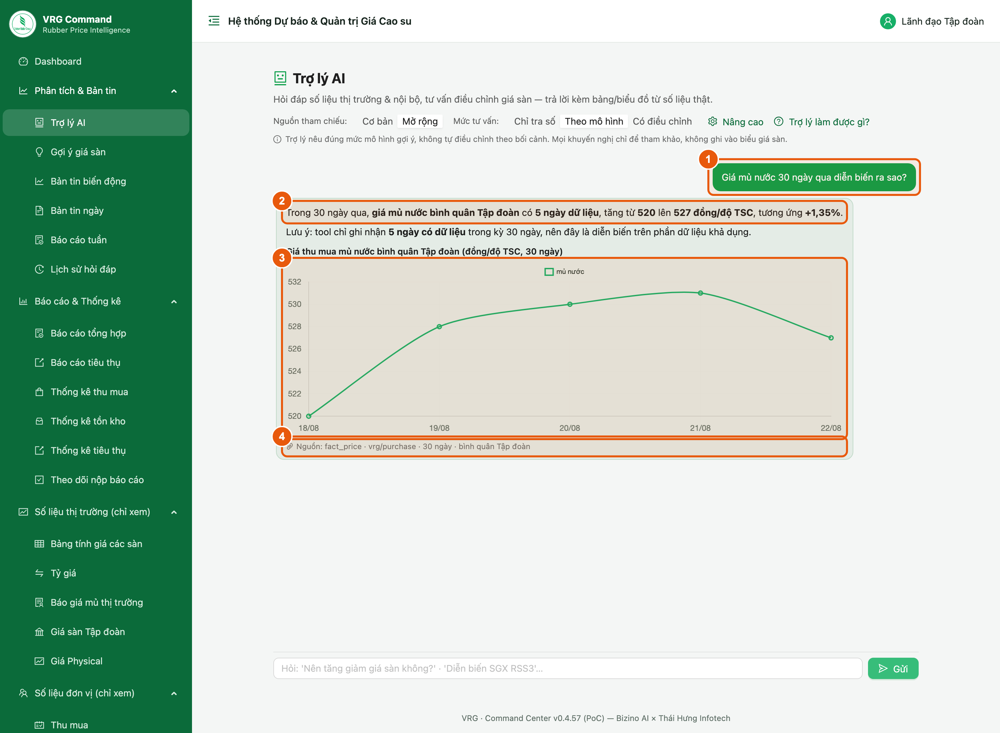 VRG Command
Rubber Price Intelligence
Dashboard
Phân tích & Bản tin
Trợ lý AI
Gợi ý giá sàn
Bản tin biến động
Bản tin ngày
Báo cáo tuần
Lịch sử hỏi đáp
Báo cáo & Thống kê
Báo cáo tổng hợp
Báo cáo tiêu thụ
Thống kê thu mua
Thống kê tồn kho
Thống kê tiêu thụ
Theo dõi nộp báo cáo
Số liệu thị trường (chỉ xem)
Bảng tính giá các sàn
Tỷ giá
Báo giá mủ thị trường
Giá sàn Tập đoàn
Giá Physical
Số liệu đơn vị (chỉ xem)
Thu mua
Hệ thống Dự báo & Quản trị Giá Cao su
Lãnh đạo Tập đoàn
Trợ lý AI
Hỏi đáp số liệu thị trường & nội bộ, tư vấn điều chỉnh giá sàn — trả lời kèm bảng/biểu đồ từ số liệu thật.
Nguồn tham chiếu: Cơ bản Mở rộng Mức tư vấn: Chỉ tra số Theo mô hình Có điều chỉnh Nâng cao Trợ lý làm được gì?
Trợ lý nêu đúng mức mô hình gợi ý, không tự điều chỉnh theo bối cảnh. Mọi khuyến nghị chỉ để tham khảo, không ghi vào biểu giá sàn.
1
Giá mủ nước 30 ngày qua diễn biến ra sao?
2
Trong 30 ngày qua, giá mủ nước bình quân Tập đoàn có 5 ngày dữ liệu, tăng từ 520 lên 527 đồng/độ TSC, tương ứng +1,35%.
Lưu ý: tool chỉ ghi nhận 5 ngày có dữ liệu trong kỳ 30 ngày, nên đây là diễn biến trên phần dữ liệu khả dụng.
Giá thu mua mủ nước bình quân Tập đoàn (đồng/độ TSC, 30 ngày)
3
mủ nước
532
530
528
526
524
522
520
18/08 19/08 20/08 21/08 22/08
4
Nguồn: fact_price · vrg/purchase · 30 ngày · bình quân Tập đoàn
Hỏi: 'Nên tăng giảm giá sàn không?' · 'Diễn biến SGX RSS3'...
Gửi
VRG · Command Center v0.4.57 (PoC) — Bizino AI × Thái Hưng Infotech